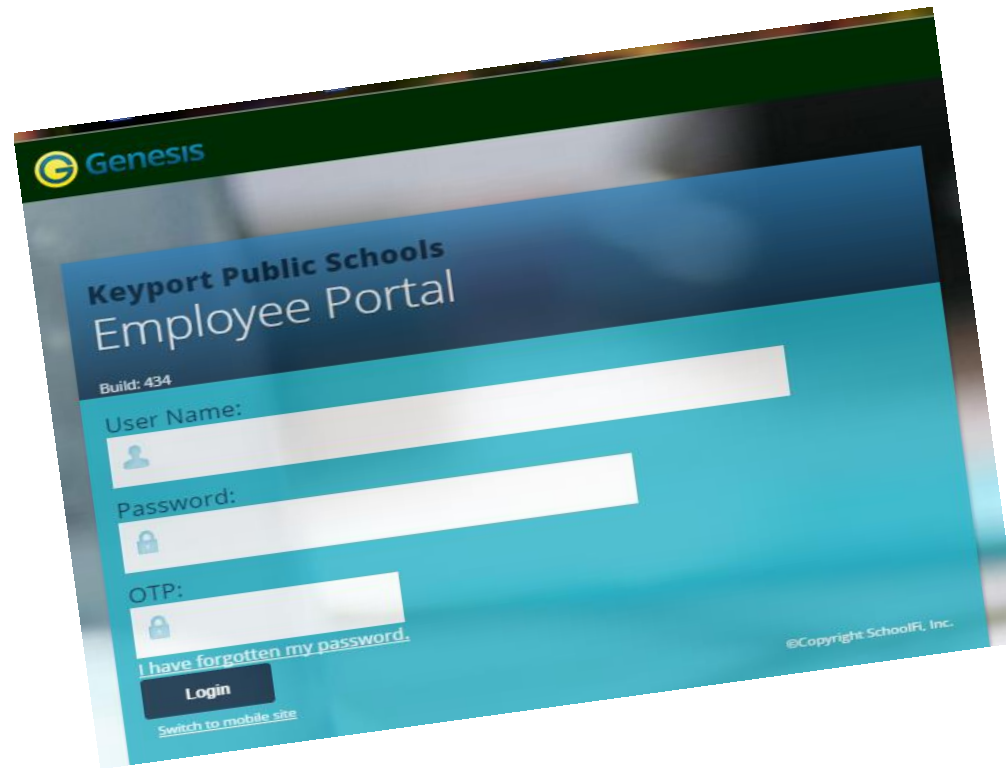 Genesis
Keyport Public Schools
Employee Portal
Build: 434
User Name:
Password:
OTP:
I have forgotten my password.
Login
Switch to mobile site
©Copyright SchoolFi, Inc.